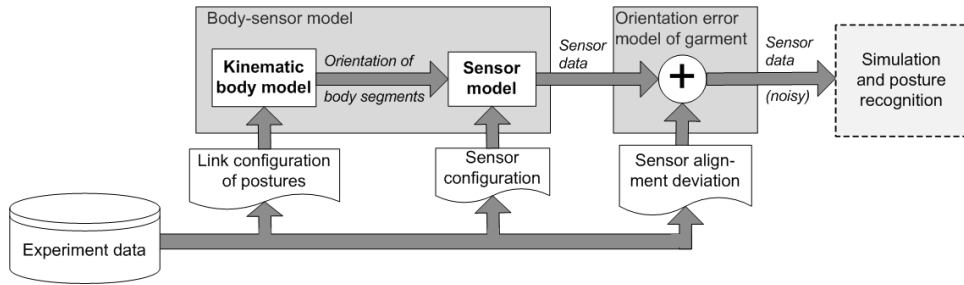 Body-sensor model
Orientation error
model of garment
Kinematic
body model
Orientation of
body segments
Sensor
model
Sensor
data
+
Sensor
data
(noisy)
Simulation
and posture
recognition
Link configuration
of postures
Sensor
configuration
Sensor align-
ment deviation
Experiment data